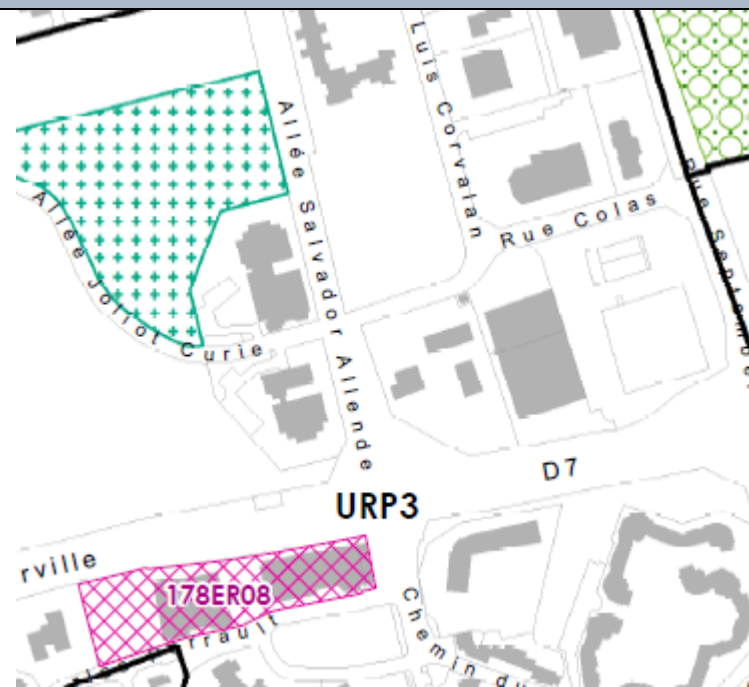 Luis Corvalan
Allée Salvador Allende
Rue Colas
Allée Joliot Curie
D7
URP3
rville
178ER08
rrault
Chemin du